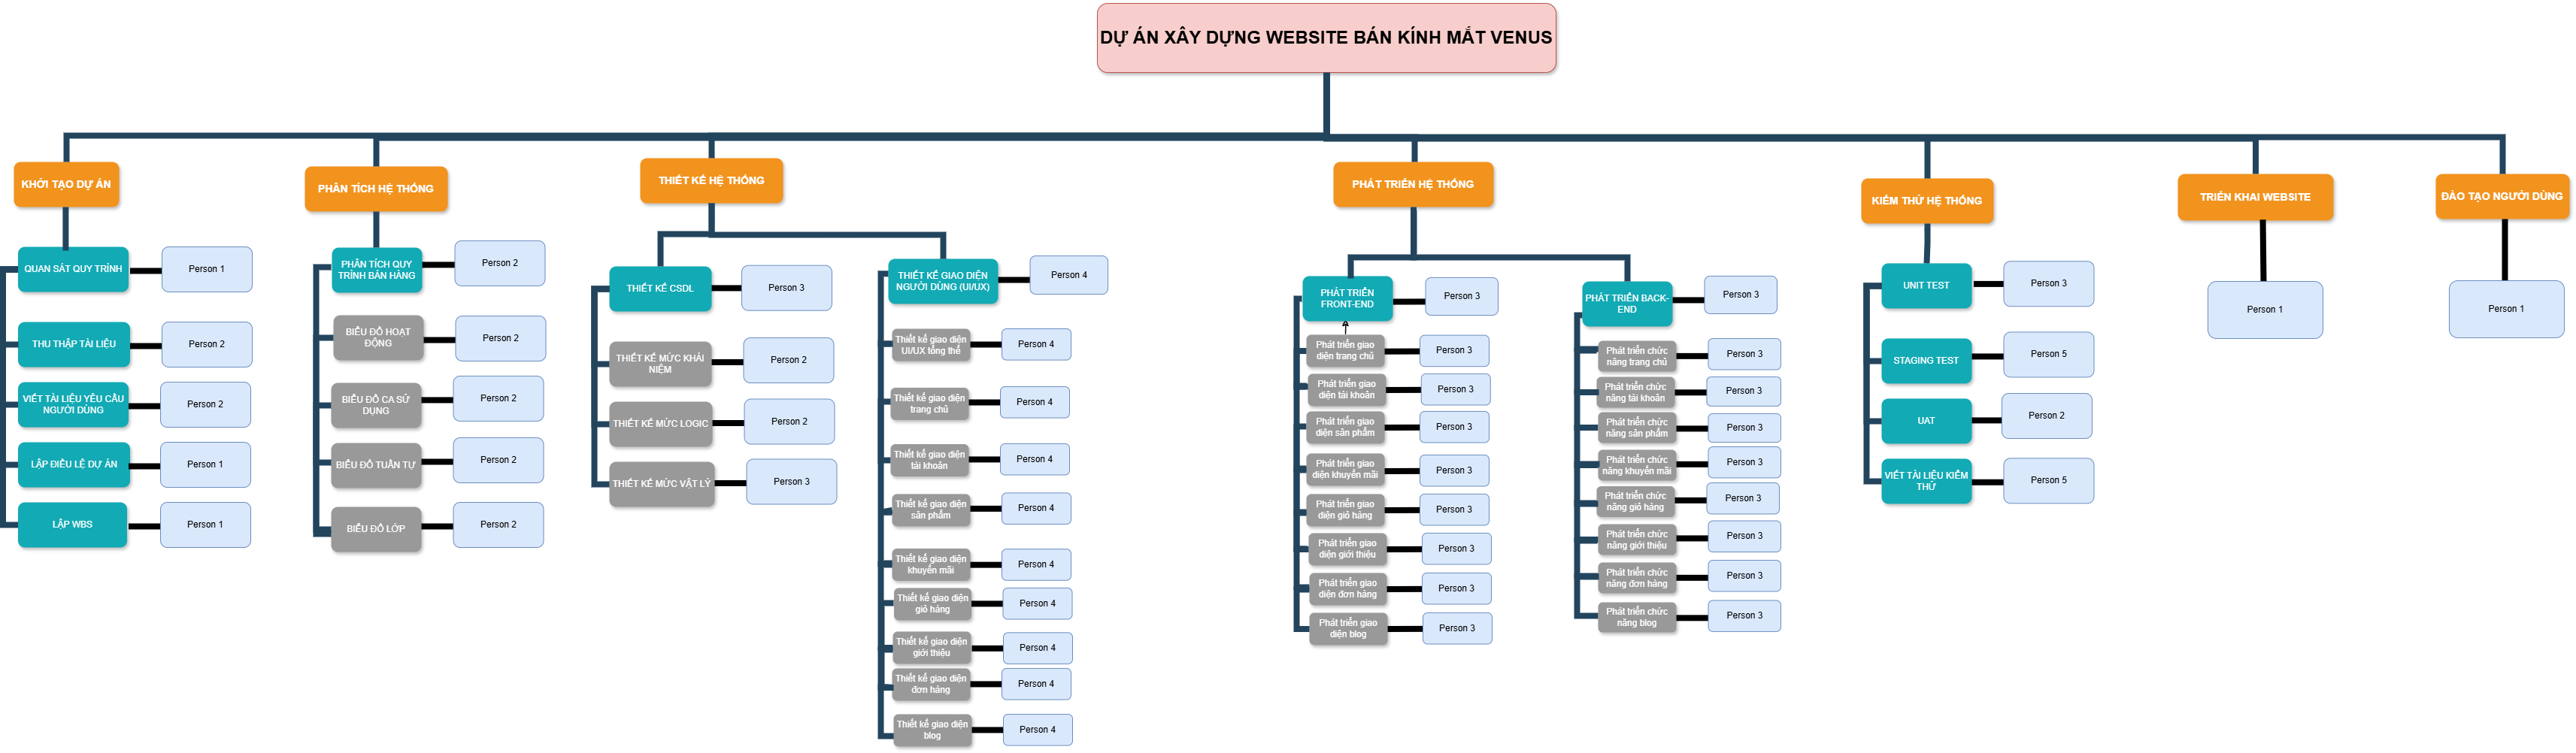 DỰ ÁN XÂY DỰNG WEBSITE BÁN KÍNH MẮT VENUS
KHỞI TẠO DỰ ÁN
QUAN SÁT QUY TRÌNH
Person 1
THU THẬP TÀI LIỆU
Person 2
VIẾT TÀI LIỆU YÊU CẦU
NGƯỜI DÙNG
Person 2
LẬP ĐIỀU LỆ DỰ ÁN
Person 1
LẬP WBS
Person 1
PHÂN TÍCH HỆ THỐNG
PHÂN TÍCH QUY
TRÌNH BÁN HÀNG
Person 2
BIỂU ĐỒ HOẠT
ĐỘNG
Person 2
BIỂU ĐỒ CA SỬ
DỤNG
Person 2
BIỂU ĐỒ TUẦN TỰ
Person 2
BIỂU ĐỒ LỚP
Person 2
THIẾT KẾ HỆ THỐNG
THIẾT KẾ CSDL
Person 3
THIẾT KẾ MỨC KHÁI
NIỆM
Person 2
THIẾT KẾ MỨC LOGIC
Person 2
THIẾT KẾ MỨC VẬT LÝ
Person 3
THIẾT KẾ GIAO DIỆN
NGƯỜI DÙNG (UI/UX)
Person 4
Thiết kế giao diện
UI/UX tổng thể
Person 4
Thiết kế giao diện
trang chủ
Person 4
Thiết kế giao diện
tài khoản
Person 4
Thiết kế giao diện
sản phẩm
Person 4
Thiết kế giao diện
khuyến mãi
Person 4
Thiết kế giao diện
giỏ hàng
Person 4
Thiết kế giao diện
giới thiệu
Person 4
Thiết kế giao diện
đơn hàng
Person 4
Thiết kế giao diện
blog
Person 4
PHÁT TRIỂN HỆ THỐNG
PHÁT TRIỂN
FRONT-END
Person 3
Phát triển giao
diện trang chủ
Person 3
Phát triển giao
diện tài khoản
Person 3
Phát triển giao
diện sản phẩm
Person 3
Phát triển giao
diện khuyến mãi
Person 3
Phát triển giao
diện giỏ hàng
Person 3
Phát triển giao
diện giới thiệu
Person 3
Phát triển giao
diện đơn hàng
Person 3
Phát triển giao
diện blog
Person 3
PHÁT TRIỂN BACK-
END
Person 3
Phát triển chức
năng trang chủ
Person 3
Phát triển chức
năng tài khoản
Person 3
Phát triển chức
năng sản phẩm
Person 3
Phát triển chức
năng khuyến mãi
Person 3
Phát triển chức
năng giỏ hàng
Person 3
Phát triển chức
năng giới thiệu
Person 3
Phát triển chức
năng đơn hàng
Person 3
Phát triển chức
năng blog
Person 3
KIỂM THỬ HỆ THỐNG
UNIT TEST
Person 3
STAGING TEST
Person 5
UAT
Person 2
VIẾT TÀI LIỆU KIỂM
THỬ
Person 5
TRIỂN KHAI WEBSITE
Person 1
ĐÀO TẠO NGƯỜI DÙNG
Person 1